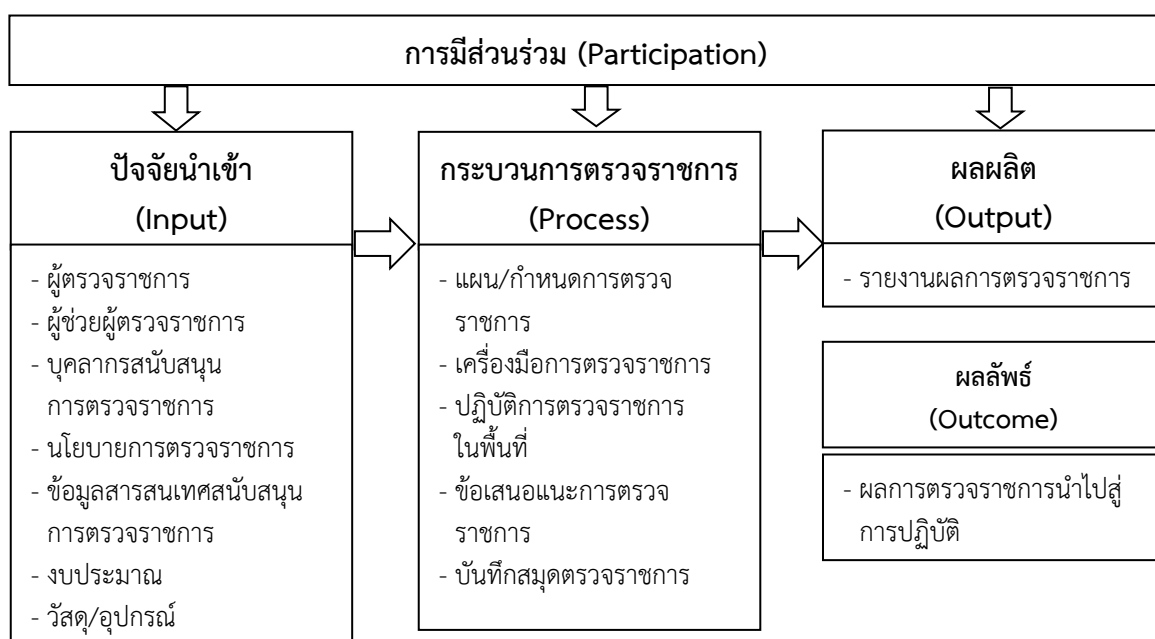 การมีส่วนร่วม (Participation)
ปัจจัยนำเข้า
(Input)
- ผู้ตรวจราชการ
- ผู้ช่วยผู้ตรวจราชการ
- บุคลากรสนับสนุน
การตรวจราชการ
- นโยบายการตรวจราชการ
- ข้อมูลสารสนเทศสนับสนุน
การตรวจราชการ
- งบประมาณ
- วัสดุ/อุปกรณ์
กระบวนการตรวจราชการ
(Process)
- แผน/กำหนดการตรวจ
ราชการ
- เครื่องมือการตรวจราชการ
- ปฏิบัติการตรวจราชการ
ในพื้นที่
- ข้อเสนอแนะการตรวจ
ราชการ
- บันทึกสมุดตรวจราชการ
ผลผลิต
(Output)
- รายงานผลการตรวจราชการ
ผลลัพธ์
(Outcome)
- ผลการตรวจราชการนำไปสู่
การปฏิบัติ